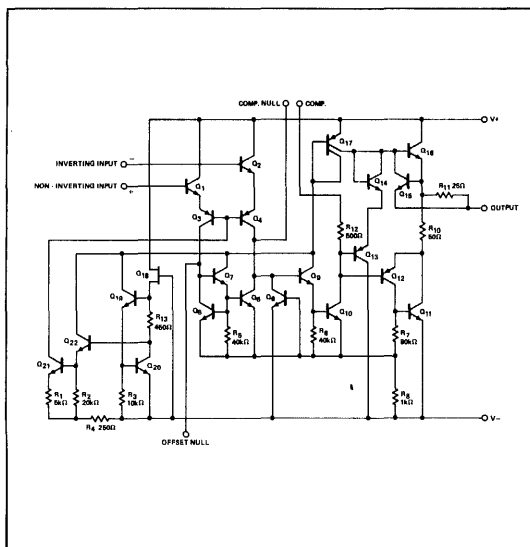 COMP. NULL
COMP.
V+
Q17
Q16
INVERTING INPUT −
Q2
Q14
Q15
R11 25Ω
NON-INVERTING INPUT +
Q1
OUTPUT
Q3
Q4
R12
500Ω
R10
50Ω
Q13
Q18
Q7
Q9
Q12
Q19
R13
460Ω
Q5
Q6
Q8
Q10
Q11
Q22
R5
40kΩ
R6
40kΩ
R7
80kΩ
Q21
Q20
R1
5kΩ
R2
20kΩ
R3
10kΩ
R8
1kΩ
R4 250Ω
V−
OFFSET NULL